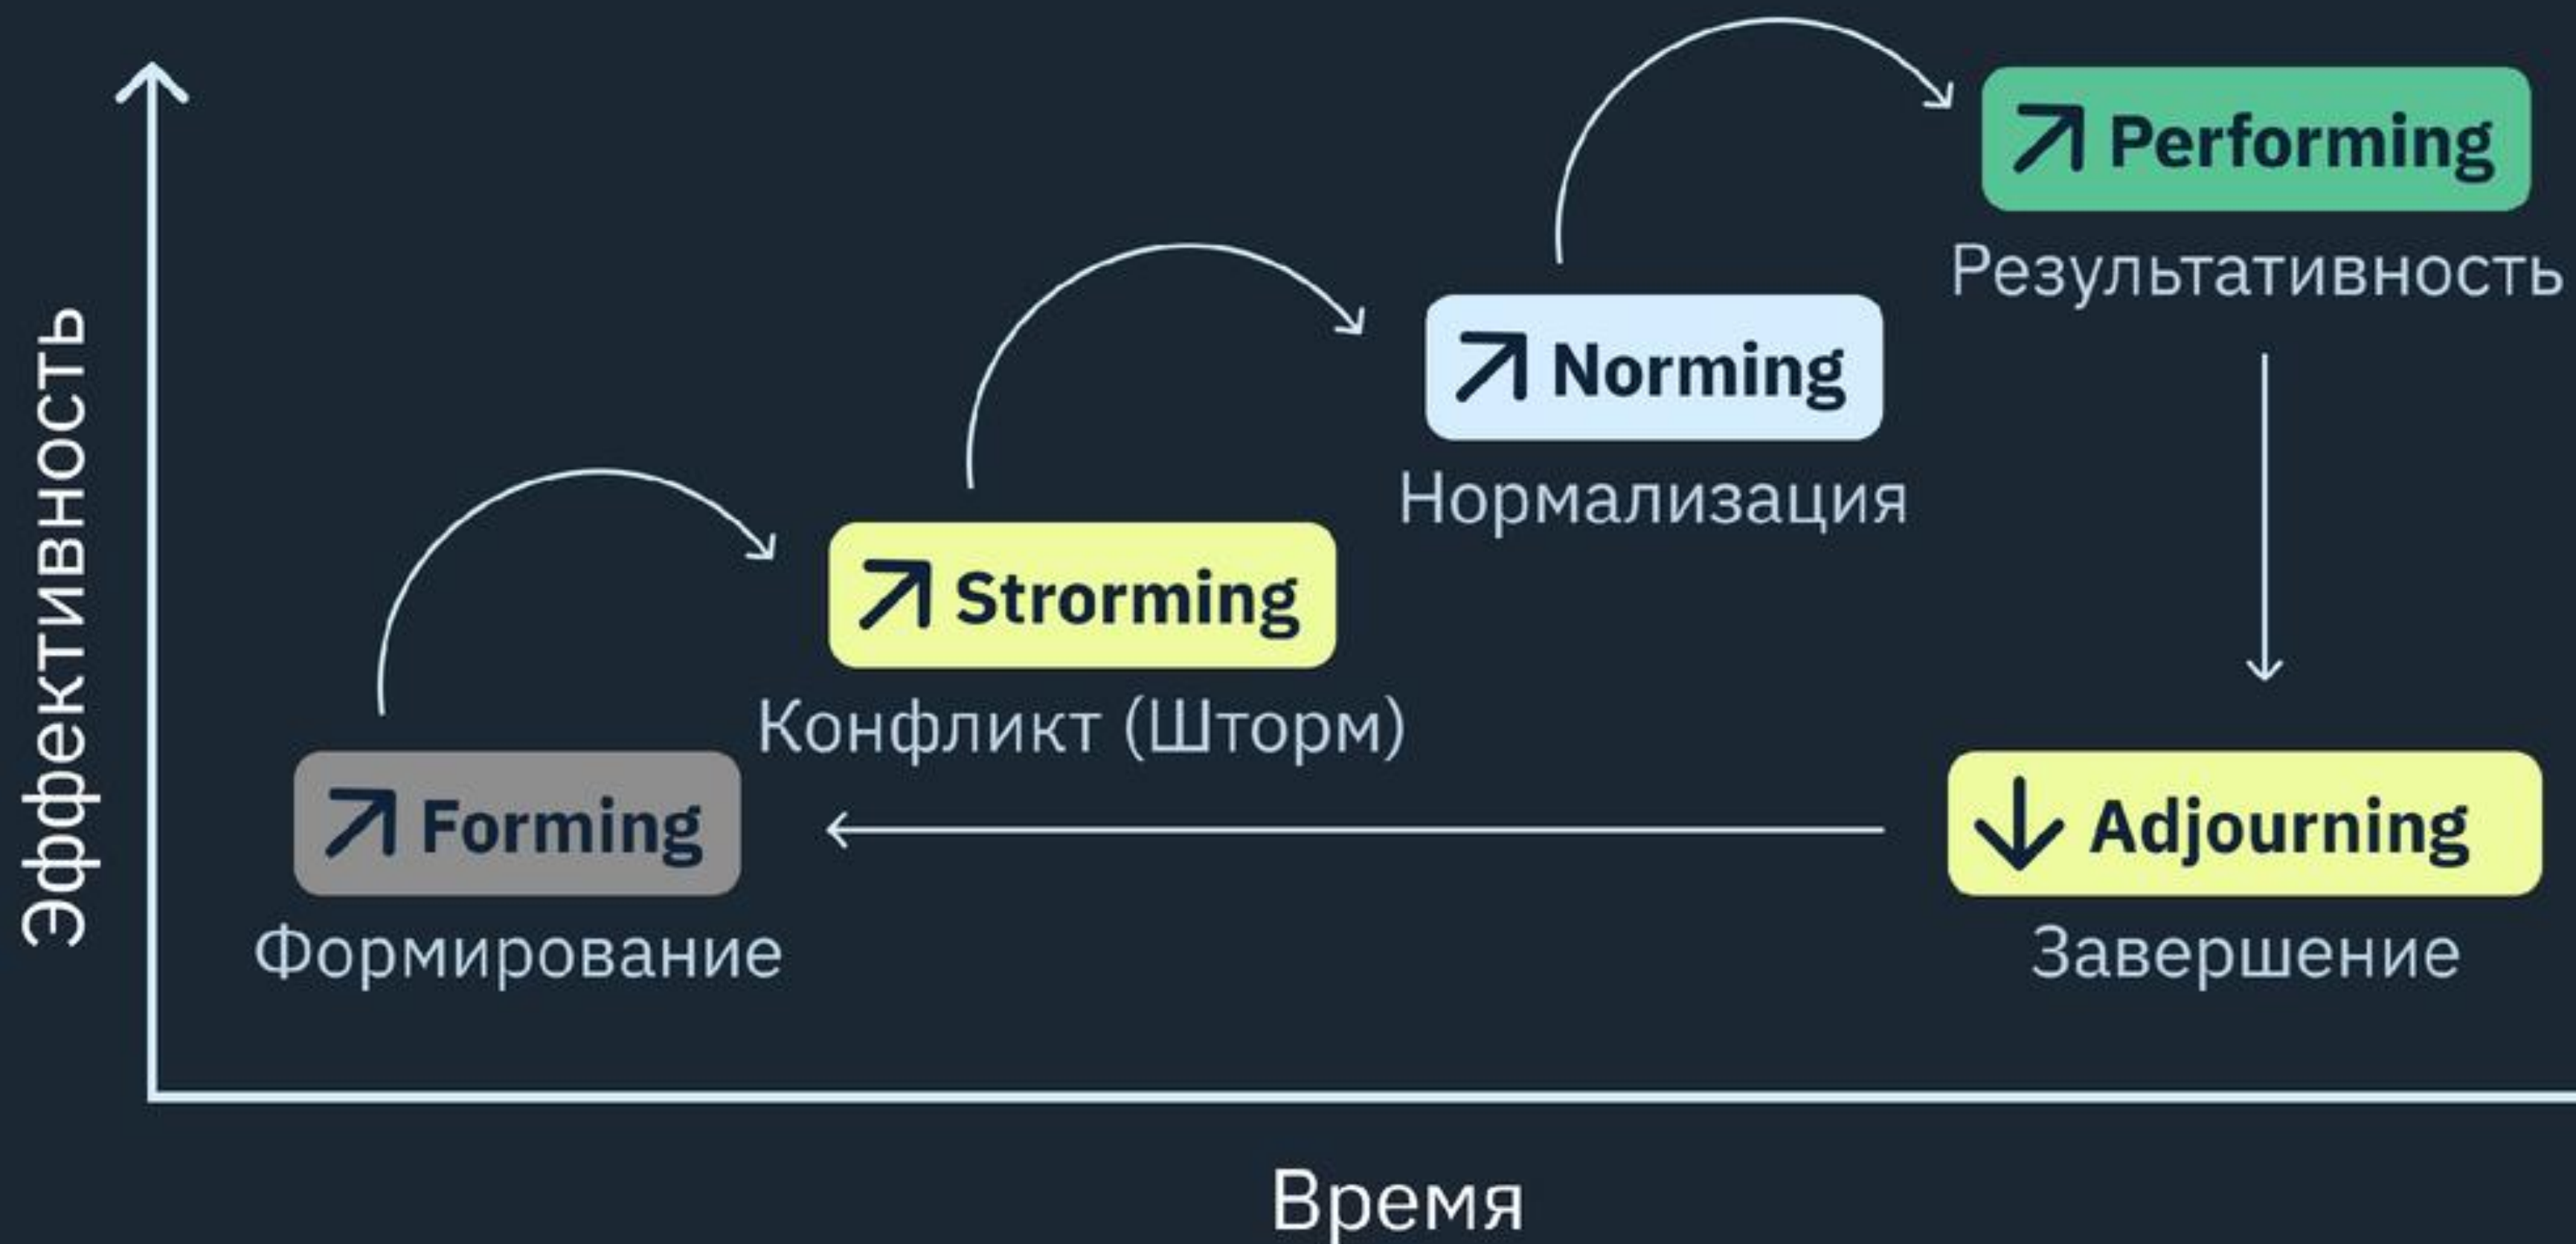 Эффективность
Performing
Результативность
Norming
Нормализация
Strorming
Конфликт (Шторм)
Forming
Формирование
Adjourning
Завершение
Время